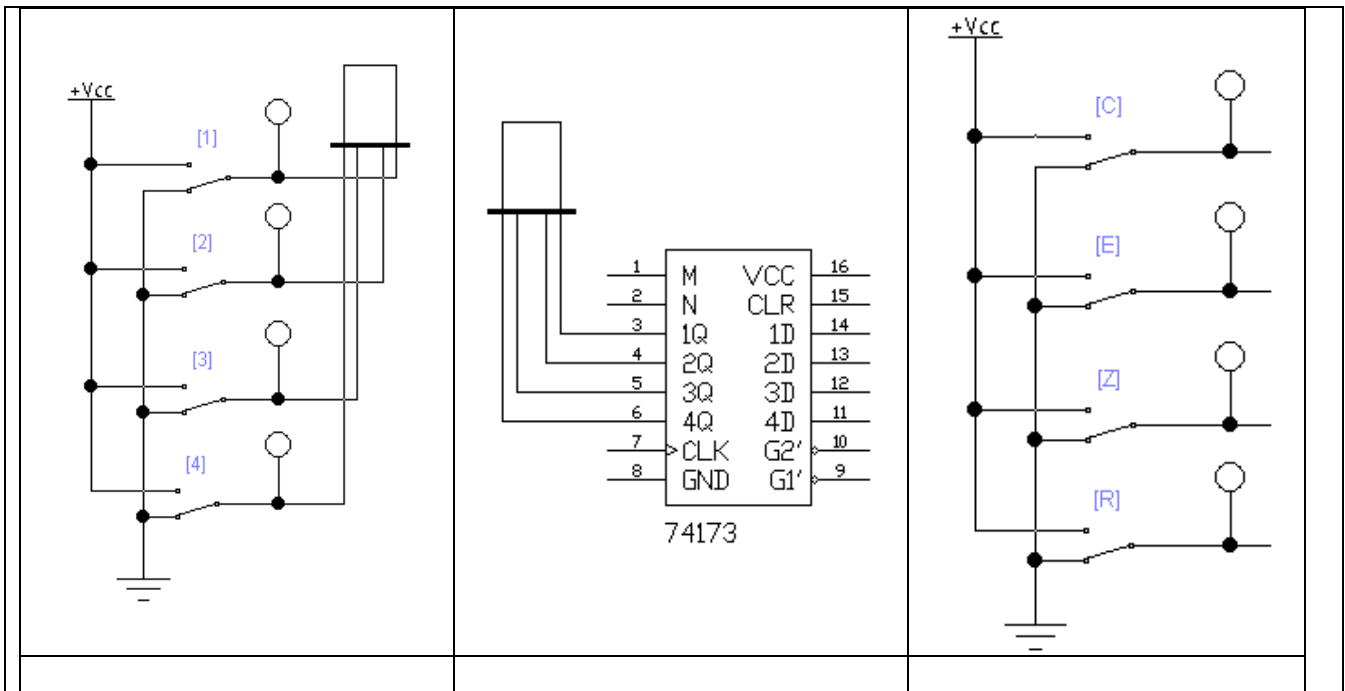 +Vcc
[1]
[2]
[3]
[4]
1 M VCC 16
2 N CLR 15
3 1Q 1D 14
4 2Q 2D 13
5 3Q 3D 12
6 4Q 4D 11
7 CLK G2' 10
8 GND G1' 9
74173
+Vcc
[C]
[E]
[Z]
[R]